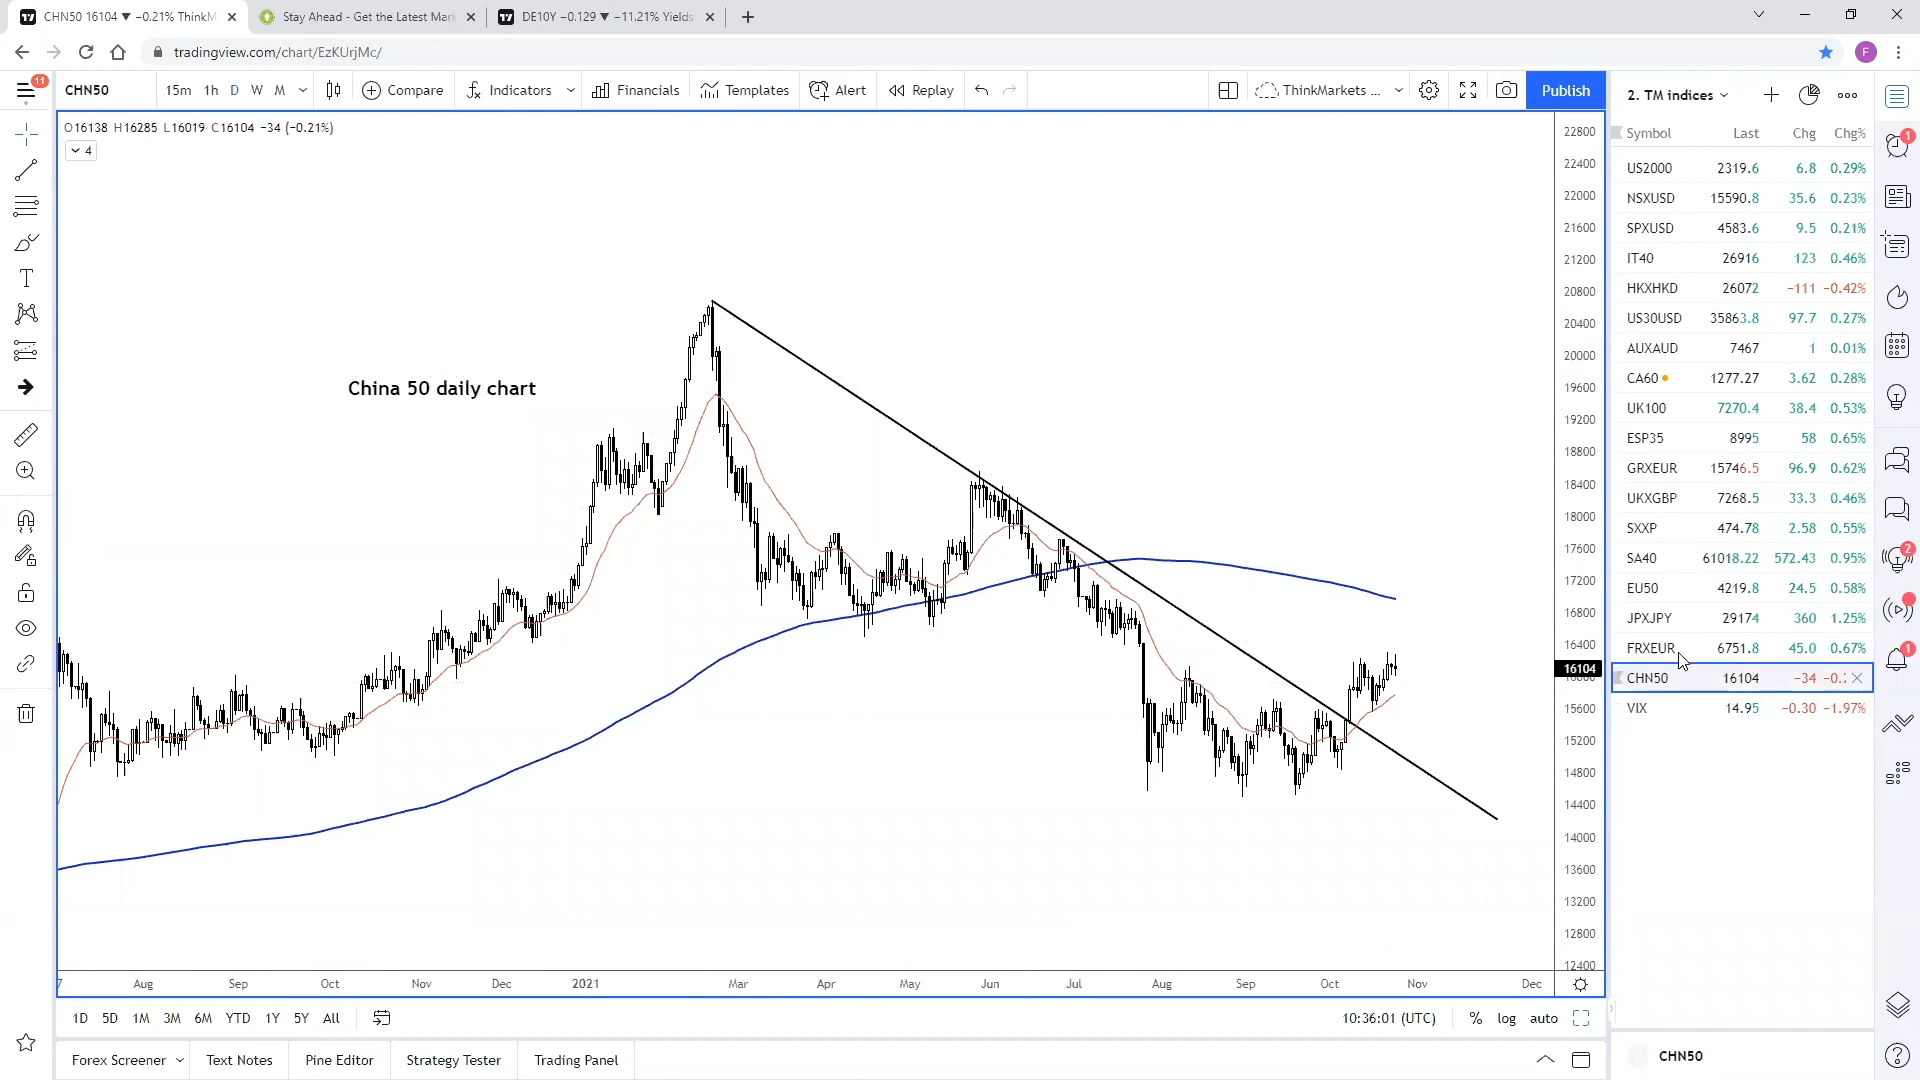 CHN50 16104 ▼ −0.21% ThinkM
Stay Ahead - Get the Latest Mar
DE10Y −0.129 ▼ −11.21% Yields
tradingview.com/chart/EzKUrjMc/
F
11
CHN50
15m 1h D W M
Compare
Indicators
Financials
Templates
Alert
Replay
ThinkMarkets ...
Publish
O16138 H16285 L16019 C16104 −34 (−0.21%)
4
China 50 daily chart
22800
22400
22000
21600
21200
20800
20400
20000
19600
19200
18800
18400
18000
17600
17200
16800
16400
16104
15600
15200
14800
14400
14000
13600
13200
12800
12400
7 Aug Sep Oct Nov Dec 2021 Mar Apr May Jun Jul Aug Sep Oct Nov Dec
1D 5D 1M 3M 6M YTD 1Y 5Y All
10:36:01 (UTC) % log auto
Forex Screener Text Notes Pine Editor Strategy Tester Trading Panel
2. TM indices
Symbol Last Chg Chg%
US2000 2319.6 6.8 0.29%
NSXUSD 15590.8 35.6 0.23%
SPXUSD 4583.6 9.5 0.21%
IT40 26916 123 0.46%
HKXHKD 26072 −111 −0.42%
US30USD 35863.8 97.7 0.27%
AUXAUD 7467 1 0.01%
CA60 1277.27 3.62 0.28%
UK100 7270.4 38.4 0.53%
ESP35 8995 58 0.65%
GRXEUR 15746.5 96.9 0.62%
UKXGBP 7268.5 33.3 0.46%
SXXP 474.78 2.58 0.55%
SA40 61018.22 572.43 0.95%
EU50 4219.8 24.5 0.58%
JPXJPY 29174 360 1.25%
FRXEUR 6751.8 45.0 0.67%
CHN50 16104 −34 −0.2
VIX 14.95 −0.30 −1.97%
CHN50
1
2
1